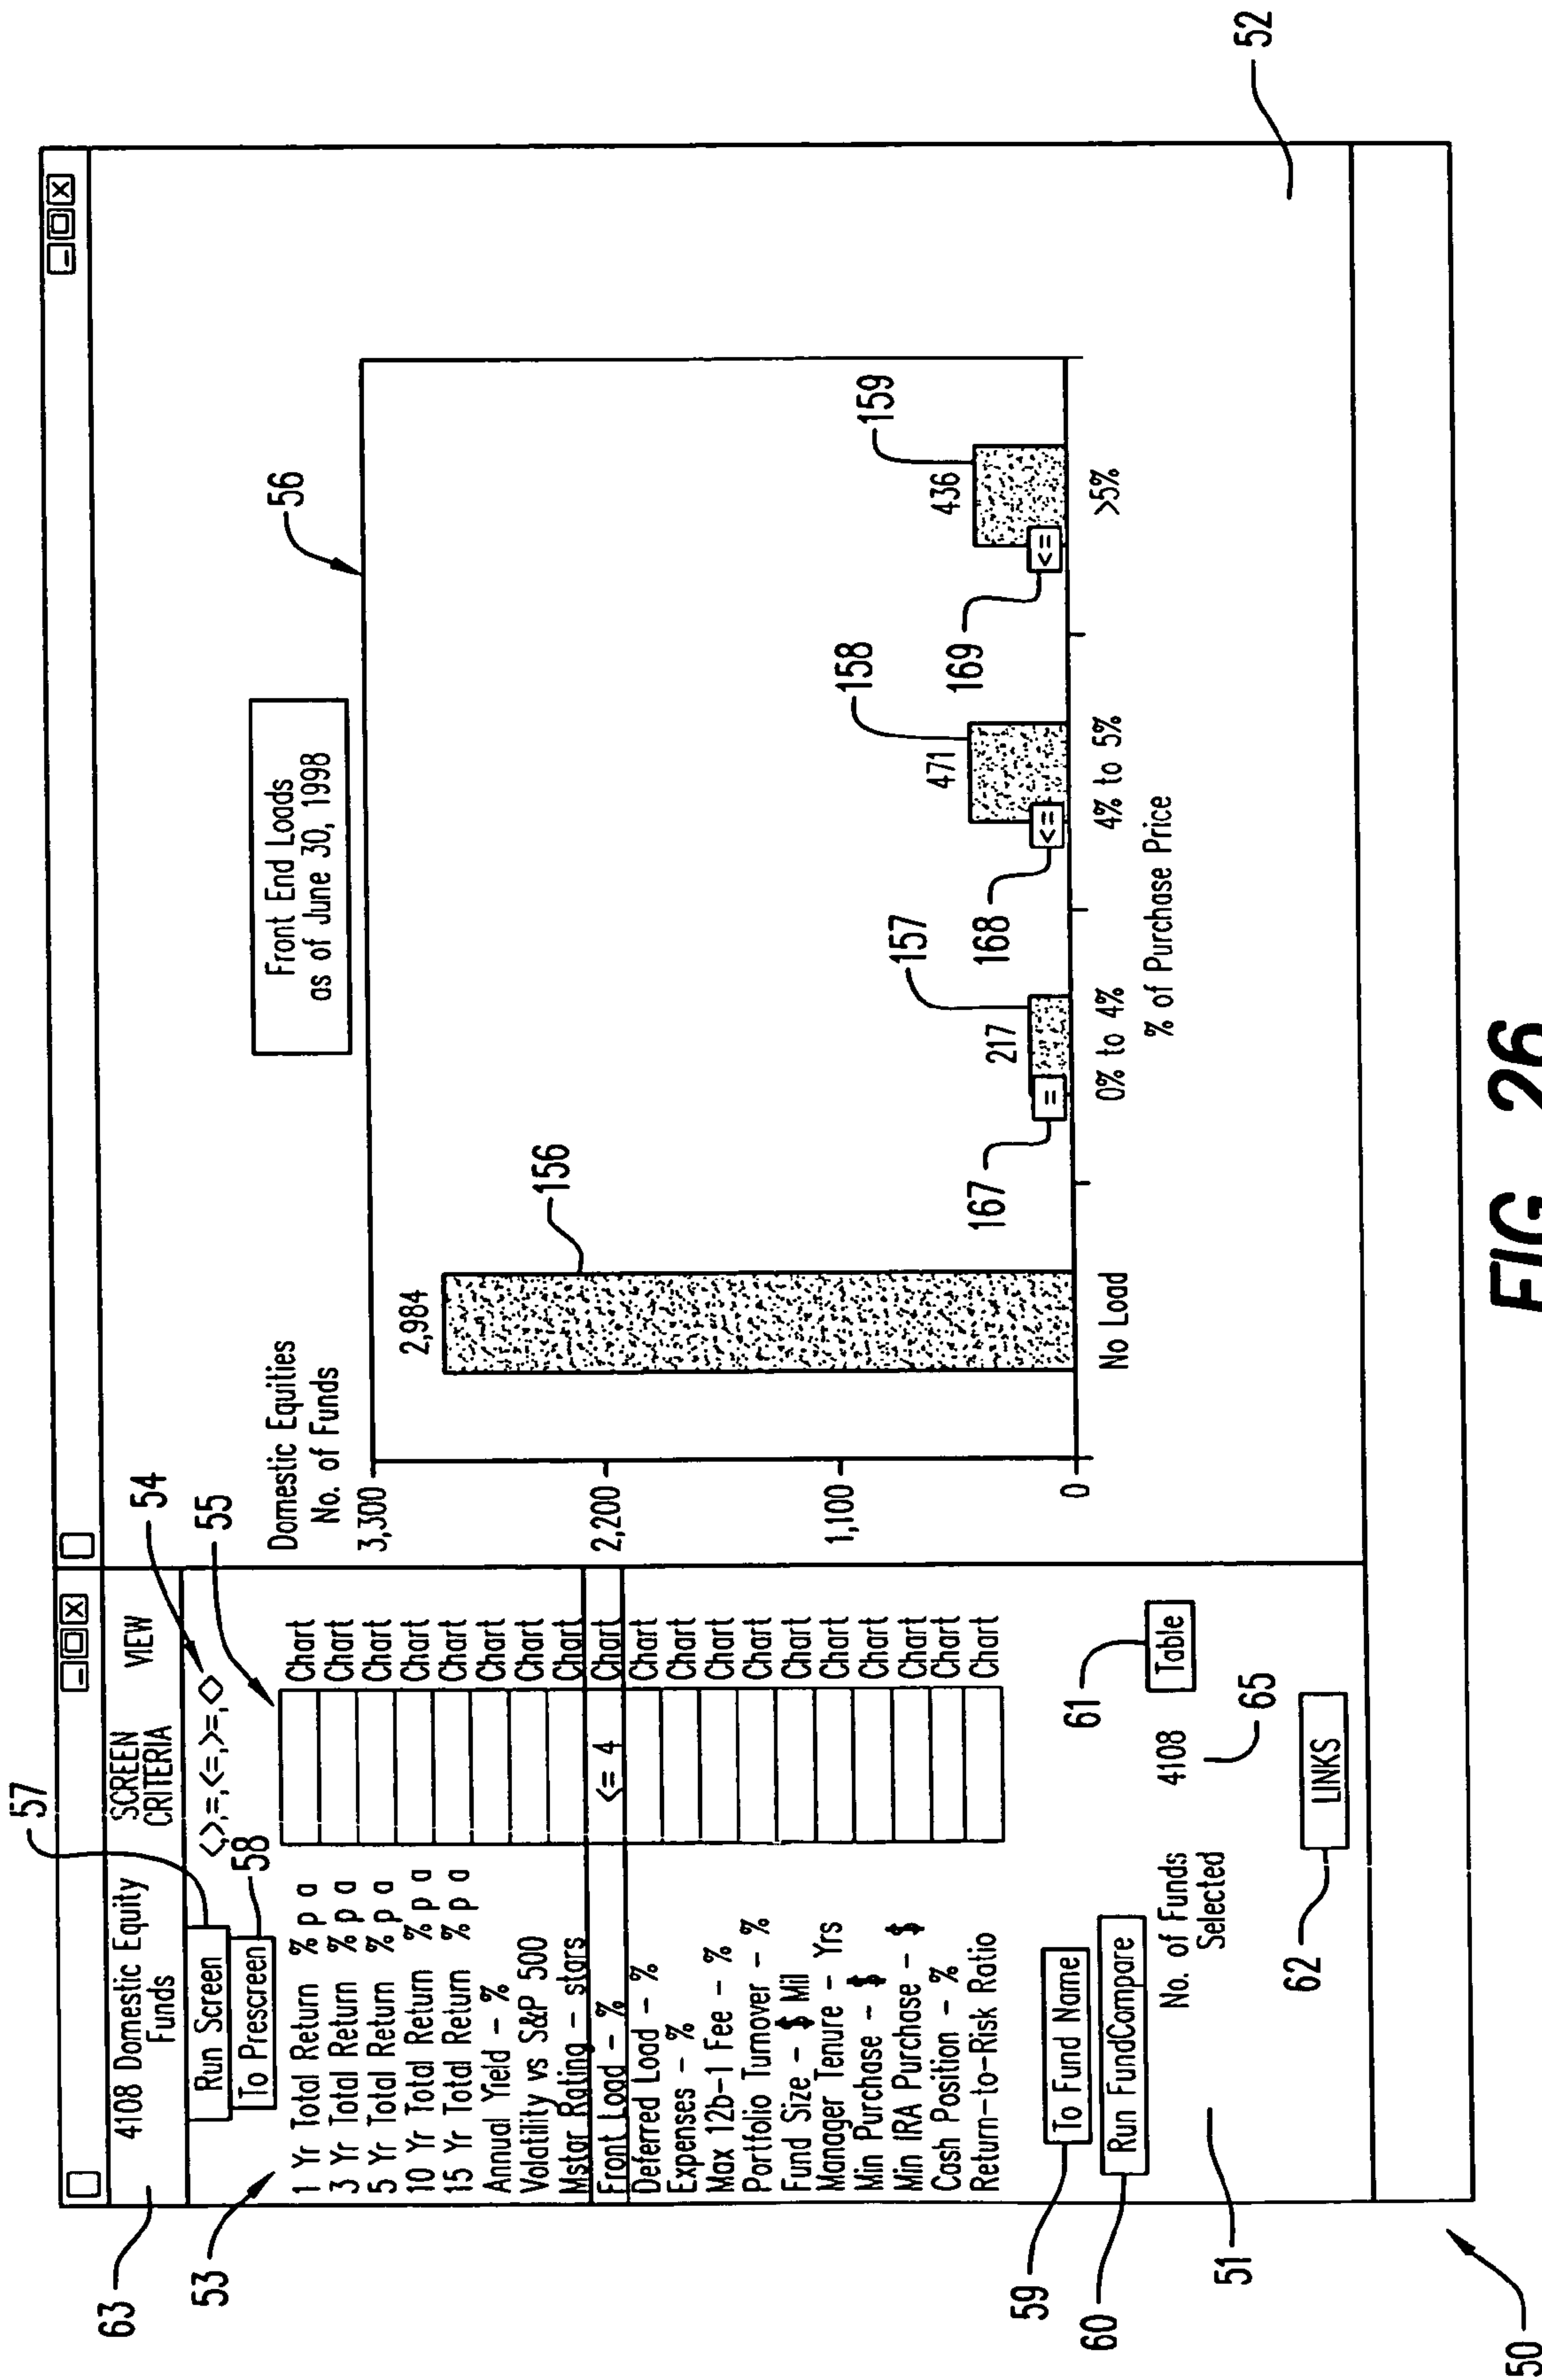 50
63
53
57
58
54
55
4108 Domestic Equity
Funds
SCREEN
CRITERIA
VIEW
Run Screen
To Prescreen
<,>,=,<=,>=,<>
1 Yr Total Return % p a Chart
3 Yr Total Return % p a Chart
5 Yr Total Return % p a Chart
10 Yr Total Return % p a Chart
15 Yr Total Return % p a Chart
Annual Yield - % Chart
Volatility vs S&P 500 Chart
Mstar Rating - stars Chart
Front Load - % <= 4 Chart
Deferred Load - % Chart
Expenses - % Chart
Max 12b-1 Fee - % Chart
Portfolio Turnover - % Chart
Fund Size - $ Mil Chart
Manager Tenure - Yrs Chart
Min Purchase - $ Chart
Min IRA Purchase - $ Chart
Cash Position - % Chart
Return-to-Risk Ratio Chart
59
To Fund Name
60
Run FundCompare
61
Table
No. of Funds
Selected
4108
65
51
62
LINKS
Front End Loads
as of June 30, 1998
56
Domestic Equities
No. of Funds
3,300
2,200
1,100
0
2,984
156
217
157
=
167
471
158
<=
168
436
159
<=
169
No Load
0% to 4%
4% to 5%
>5%
% of Purchase Price
52
FIG 26